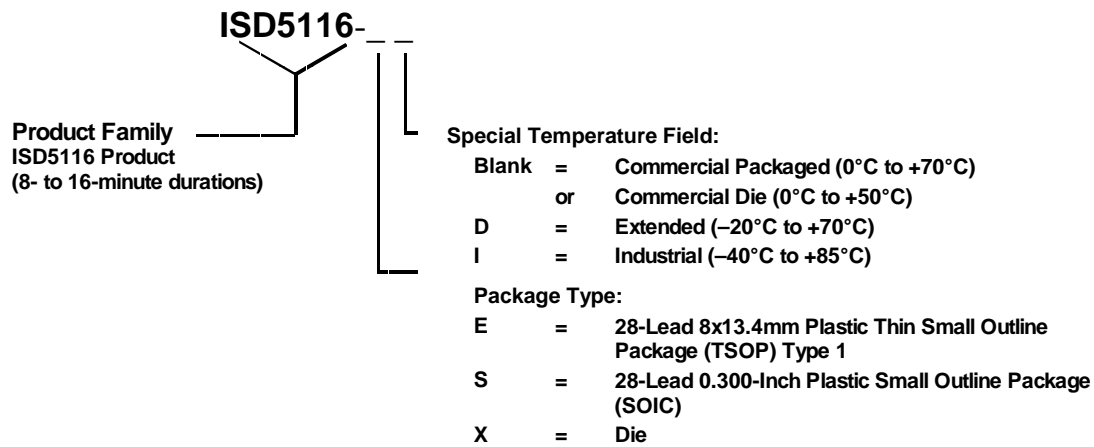 ISD5116-_ _
Product Family
ISD5116 Product
(8- to 16-minute durations)
Special Temperature Field:
Blank = Commercial Packaged (0°C to +70°C)
or Commercial Die (0°C to +50°C)
D = Extended (–20°C to +70°C)
I = Industrial (–40°C to +85°C)
Package Type:
E = 28-Lead 8x13.4mm Plastic Thin Small Outline
Package (TSOP) Type 1
S = 28-Lead 0.300-Inch Plastic Small Outline Package
(SOIC)
X = Die